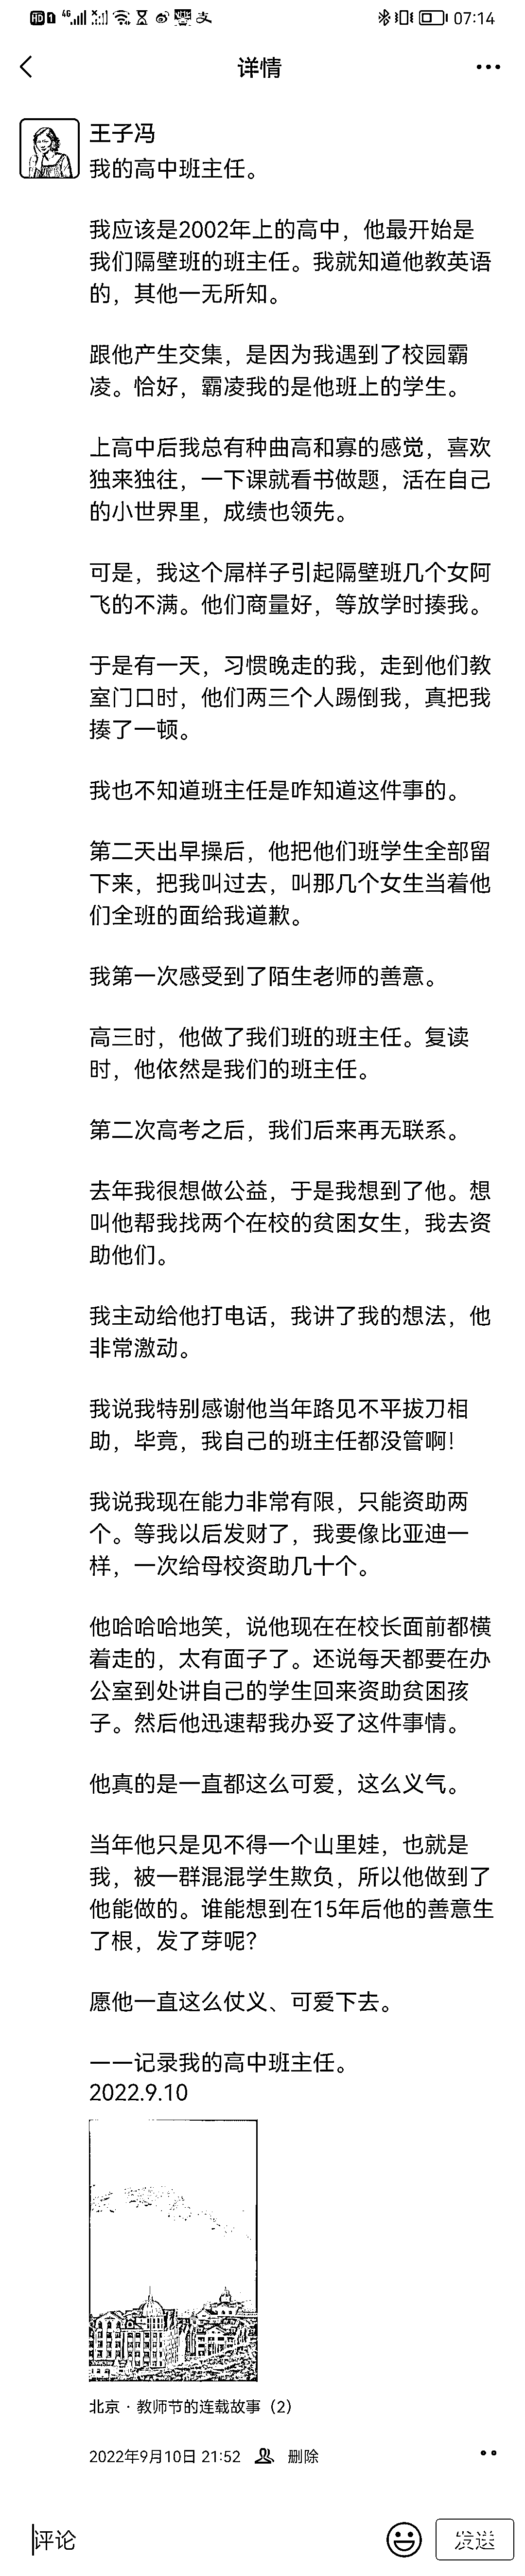 4G 07:14
详情
王子冯
我的高中班主任。
我应该是2002年上的高中，他最开始是
我们隔壁班的班主任。我就知道他教英语
的，其他一无所知。
跟他产生交集，是因为我遇到了校园霸
凌。恰好，霸凌我的是他班上的学生。
上高中后我总有种曲高和寡的感觉，喜欢
独来独往，一下课就看书做题，活在自己
的小世界里，成绩也领先。
可是，我这个屌样子引起隔壁班几个女阿
飞的不满。他们商量好，等放学时揍我。
于是有一天，习惯晚走的我，走到他们教
室门口时，他们两三个人踢倒我，真把我
揍了一顿。
我也不知道班主任是咋知道这件事的。
第二天出早操后，他把他们班学生全部留
下来，把我叫过去，叫那几个女生当着他
们全班的面给我道歉。
我第一次感受到了陌生老师的善意。
高三时，他做了我们班的班主任。复读
时，他依然是我们的班主任。
第二次高考之后，我们后来再无联系。
去年我很想做公益，于是我想到了他。想
叫他帮我找两个在校的贫困女生，我去资
助他们。
我主动给他打电话，我讲了我的想法，他
非常激动。
我说我特别感谢他当年路见不平拔刀相
助，毕竟，我自己的班主任都没管啊！
我说我现在能力非常有限，只能资助两
个。等我以后发财了，我要像比亚迪一
样，一次给母校资助几十个。
他哈哈哈地笑，说他现在在校长面前都横
着走的，太有面子了。还说每天都要在办
公室到处讲自己的学生回来资助贫困孩
子。然后他迅速帮我办妥了这件事情。
他真的是一直都这么可爱，这么义气。
当年他只是见不得一个山里娃，也就是
我，被一群混混学生欺负，所以他做到了
他能做的。谁能想到在15年后他的善意生
了根，发了芽呢？
愿他一直这么仗义、可爱下去。
——记录我的高中班主任。
2022.9.10
北京·教师节的连载故事（2）
2022年9月10日 21:52 删除
评论 发送